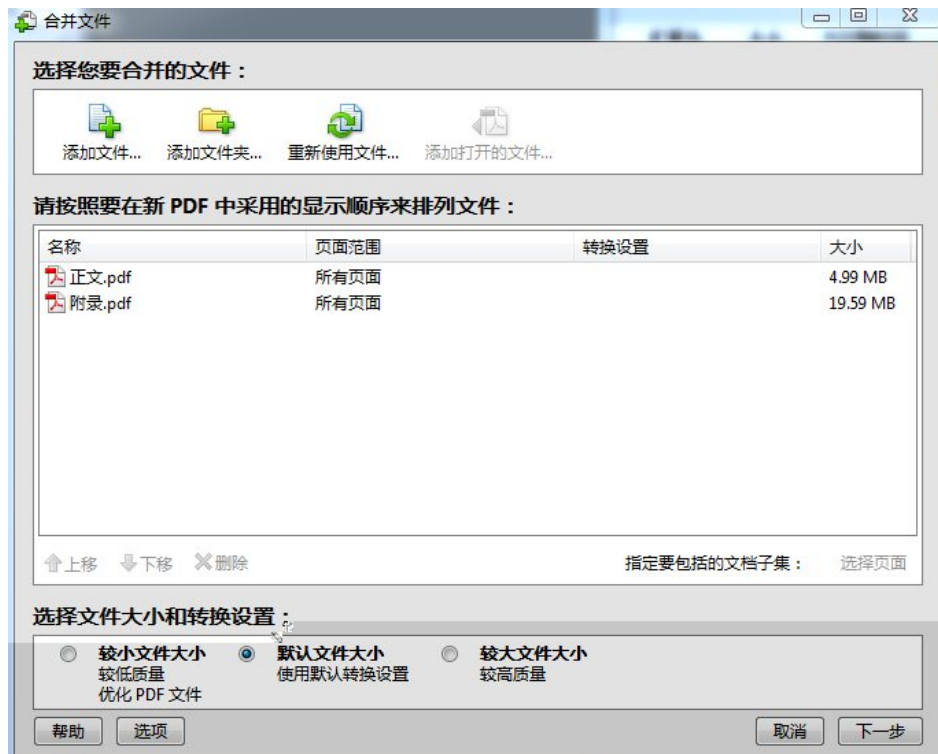 合并文件
选择您要合并的文件：
添加文件... 添加文件夹... 重新使用文件... 添加打开的文件...
请按照要在新 PDF 中采用的显示顺序来排列文件：
名称 页面范围 转换设置 大小
正文.pdf 所有页面 4.99 MB
附录.pdf 所有页面 19.59 MB
上移 下移 删除 指定要包括的文档子集： 选择页面
选择文件大小和转换设置：
较小文件大小 默认文件大小 较大文件大小
较低质量 使用默认转换设置 较高质量
优化 PDF 文件
帮助 选项 取消 下一步